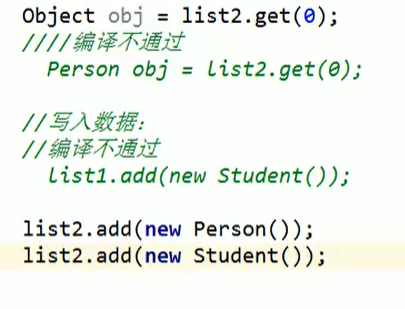 Object obj = list2.get(0);
////编译不通过
Person obj = list2.get(0);
//写入数据:
//编译不通过
list1.add(new Student());
list2.add(new Person());
list2.add(new Student());